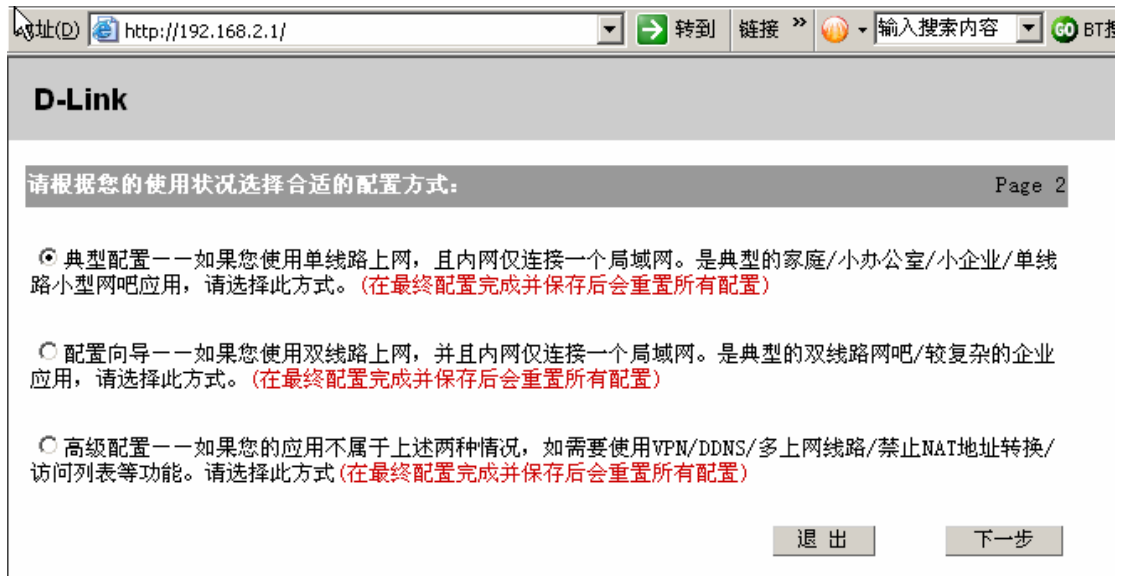 址(D) http://192.168.2.1/ 转到 链接 » 输入搜索内容 GO BT搜
D-Link
请根据您的使用状况选择合适的配置方式： Page 2
典型配置－－如果您使用单线路上网，且内网仅连接一个局域网。是典型的家庭/小办公室/小企业/单线
路小型网吧应用，请选择此方式。(在最终配置完成并保存后会重置所有配置)
配置向导－－如果您使用双线路上网，并且内网仅连接一个局域网。是典型的双线路网吧/较复杂的企业
应用，请选择此方式。(在最终配置完成并保存后会重置所有配置)
高级配置－－如果您的应用不属于上述两种情况，如需要使用VPN/DDNS/多上网线路/禁止NAT地址转换/
访问列表等功能。请选择此方式(在最终配置完成并保存后会重置所有配置)
退 出 下一步